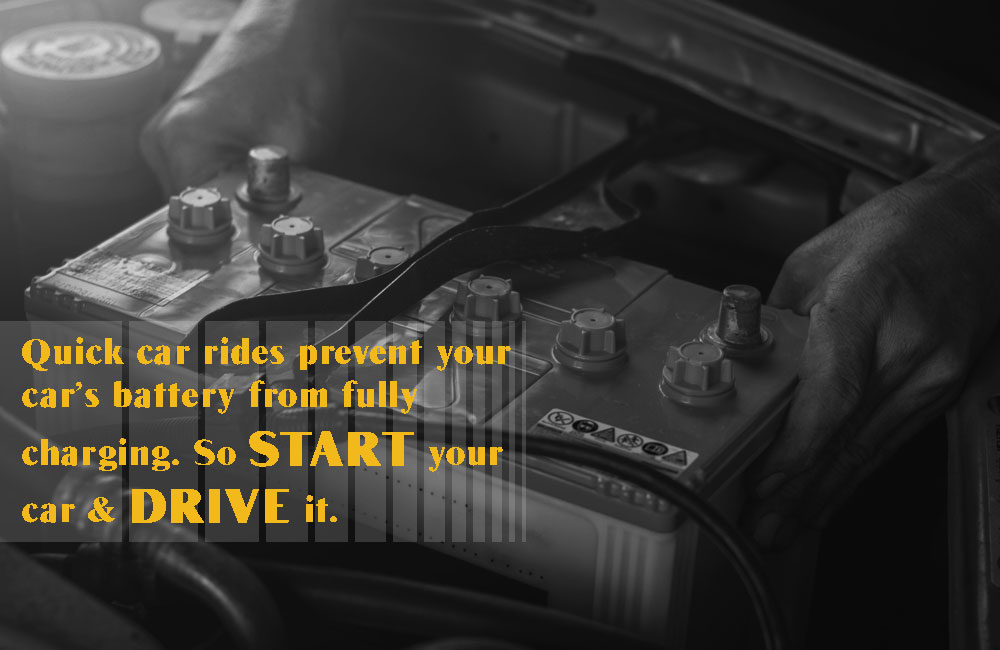 Quick car rides prevent your
car's battery from fully
charging. So START your
car & DRIVE it.